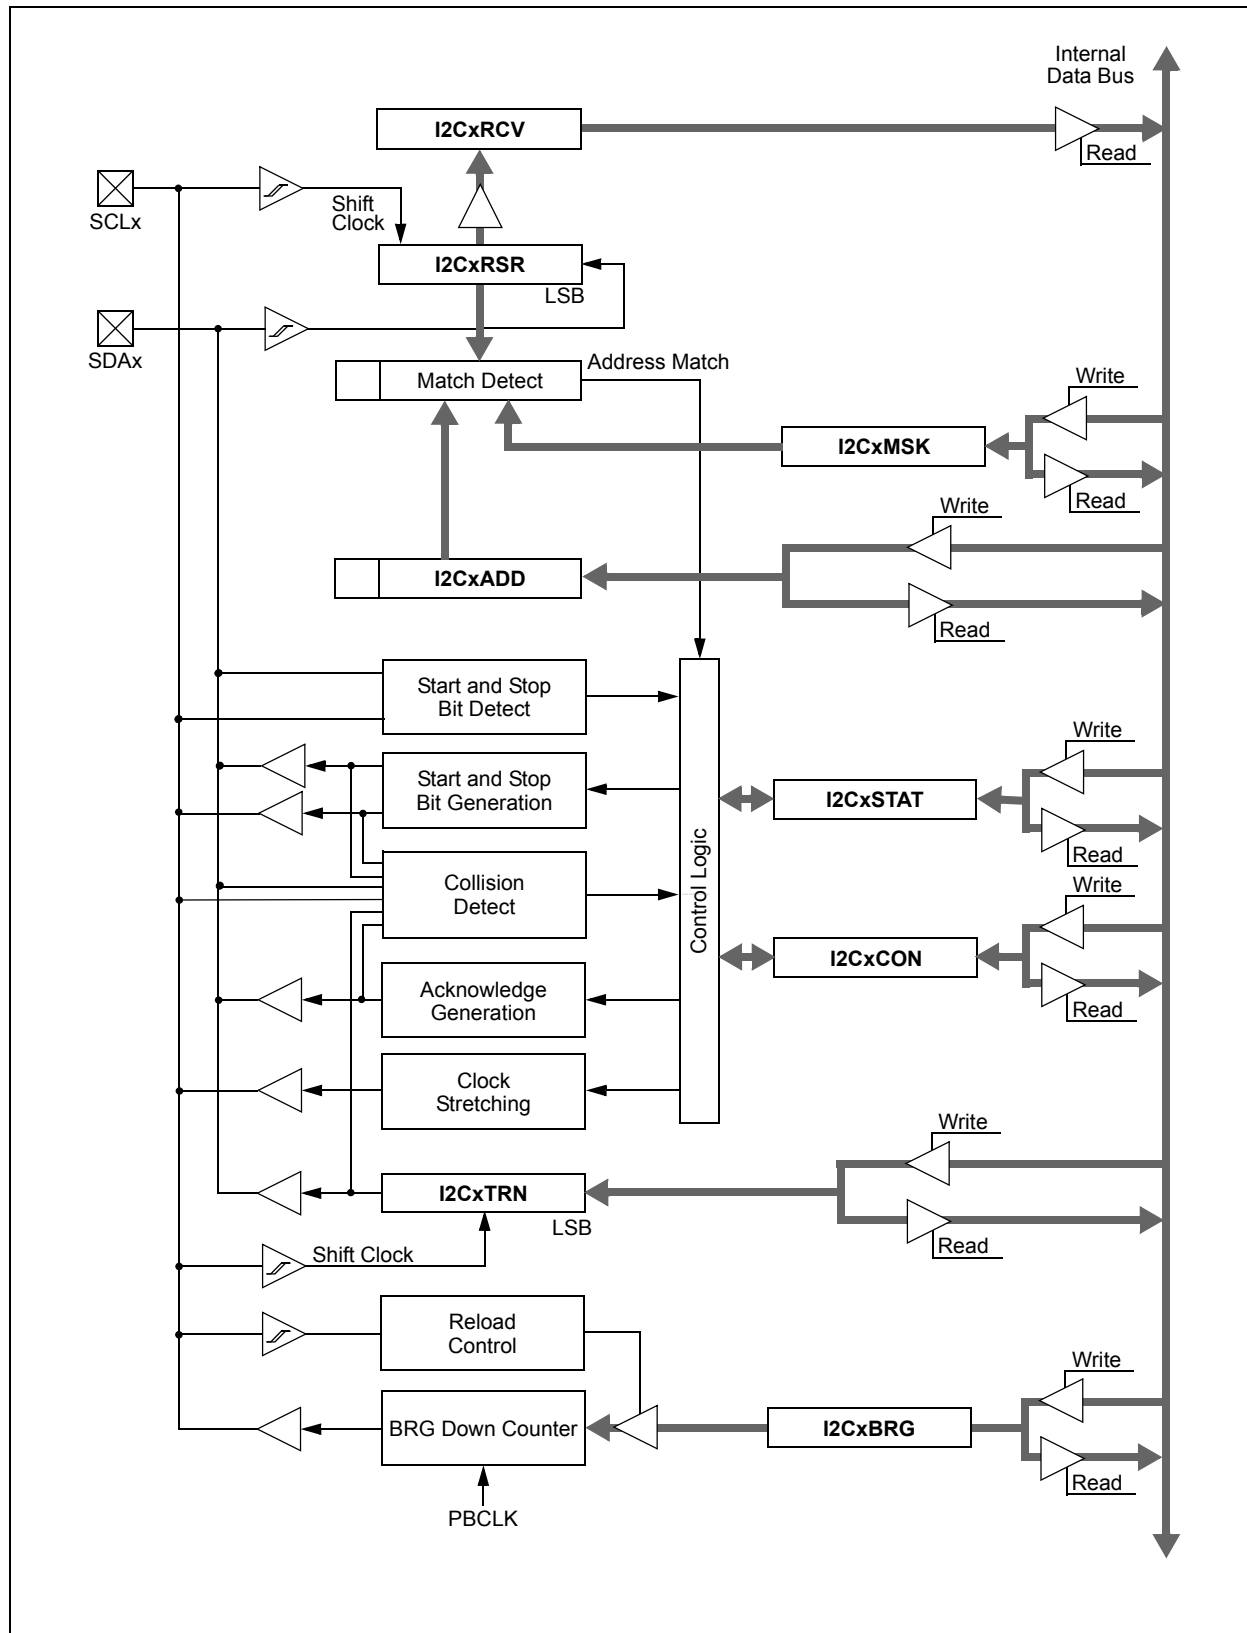 Internal
Data Bus
I2CxRCV
Read
SCLx
Shift
Clock
I2CxRSR
LSB
SDAx
Address Match
Match Detect
Write
I2CxMSK
Read
Write
I2CxADD
Read
Start and Stop
Bit Detect
Write
Start and Stop
Bit Generation
I2CxSTAT
Read
Control Logic
Collision
Detect
Write
I2CxCON
Acknowledge
Generation
Read
Clock
Stretching
Write
I2CxTRN
LSB
Read
Shift Clock
Reload
Control
Write
BRG Down Counter
I2CxBRG
Read
PBCLK